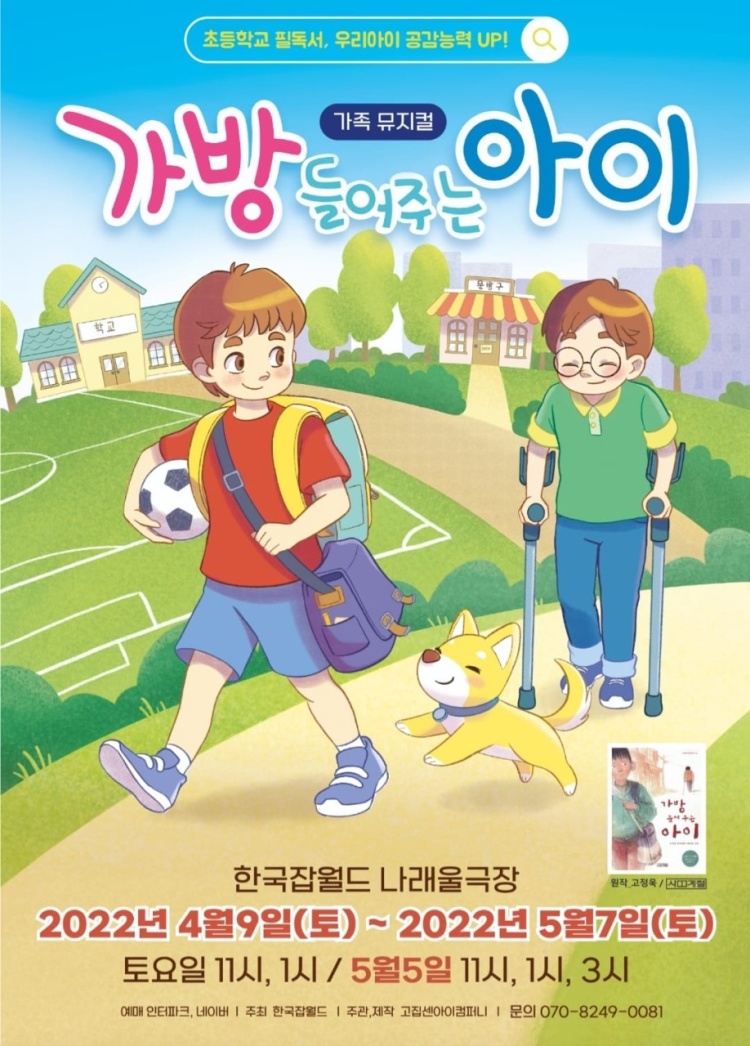 초등학교 필독서, 우리아이 공감능력 UP!
가족 뮤지컬
가방 들어주는 아이
학교
문방구
가방
들어 주는
아이
원작_고정욱 / 사계절
한국잡월드 나래울극장
2022년 4월9일(토) ~ 2022년 5월7일(토)
토요일 11시, 1시 / 5월5일 11시, 1시, 3시
예매 인터파크, 네이버 | 주최 한국잡월드 | 주관,제작 고집센아이컴퍼니 | 문의 070-8249-0081